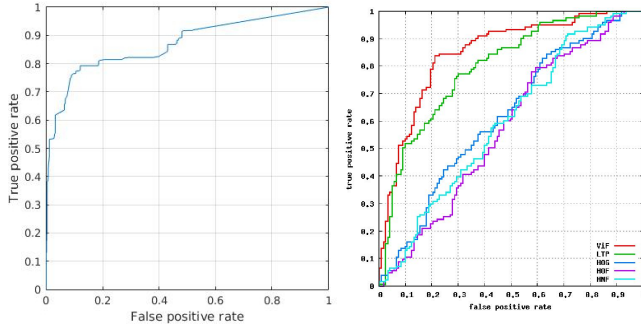 1
0.9
0.8
0.7
0.6
0.5
0.4
0.3
0.2
0.1
0
0 0.2 0.4 0.6 0.8 1
True positive rate
False positive rate
1
0.9
0.8
0.7
0.6
0.5
0.4
0.3
0.2
0.1
0
0 0.1 0.2 0.3 0.4 0.5 0.6 0.7 0.8 0.9
true positive rate
false positive rate
ViF
LTP
HOG
HOF
HNF